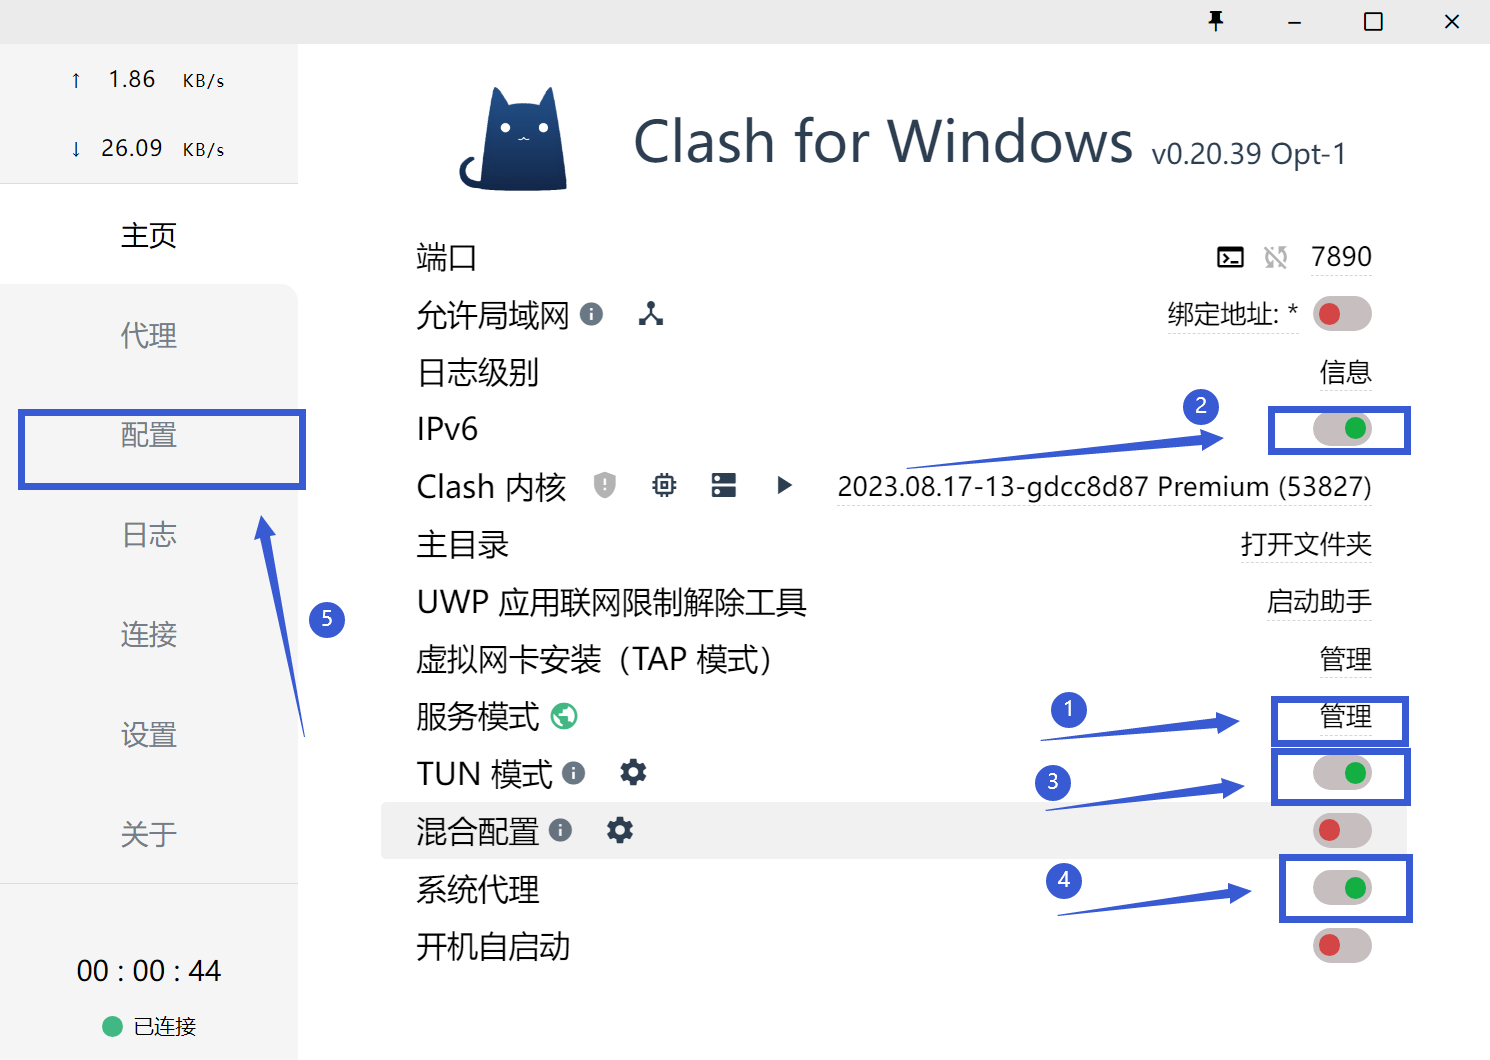 ↑ 1.86 KB/s
↓ 26.09 KB/s
主页
代理
配置
日志
连接
设置
关于
00 : 00 : 44
已连接
Clash for Windows v0.20.39 Opt-1
端口 7890
允许局域网 绑定地址: *
日志级别 信息
2
IPv6
Clash 内核 2023.08.17-13-gdcc8d87 Premium (53827)
主目录 打开文件夹
UWP 应用联网限制解除工具 启动助手
5
虚拟网卡安装（TAP 模式） 管理
服务模式 1 管理
TUN 模式 3
混合配置
系统代理 4
开机自启动